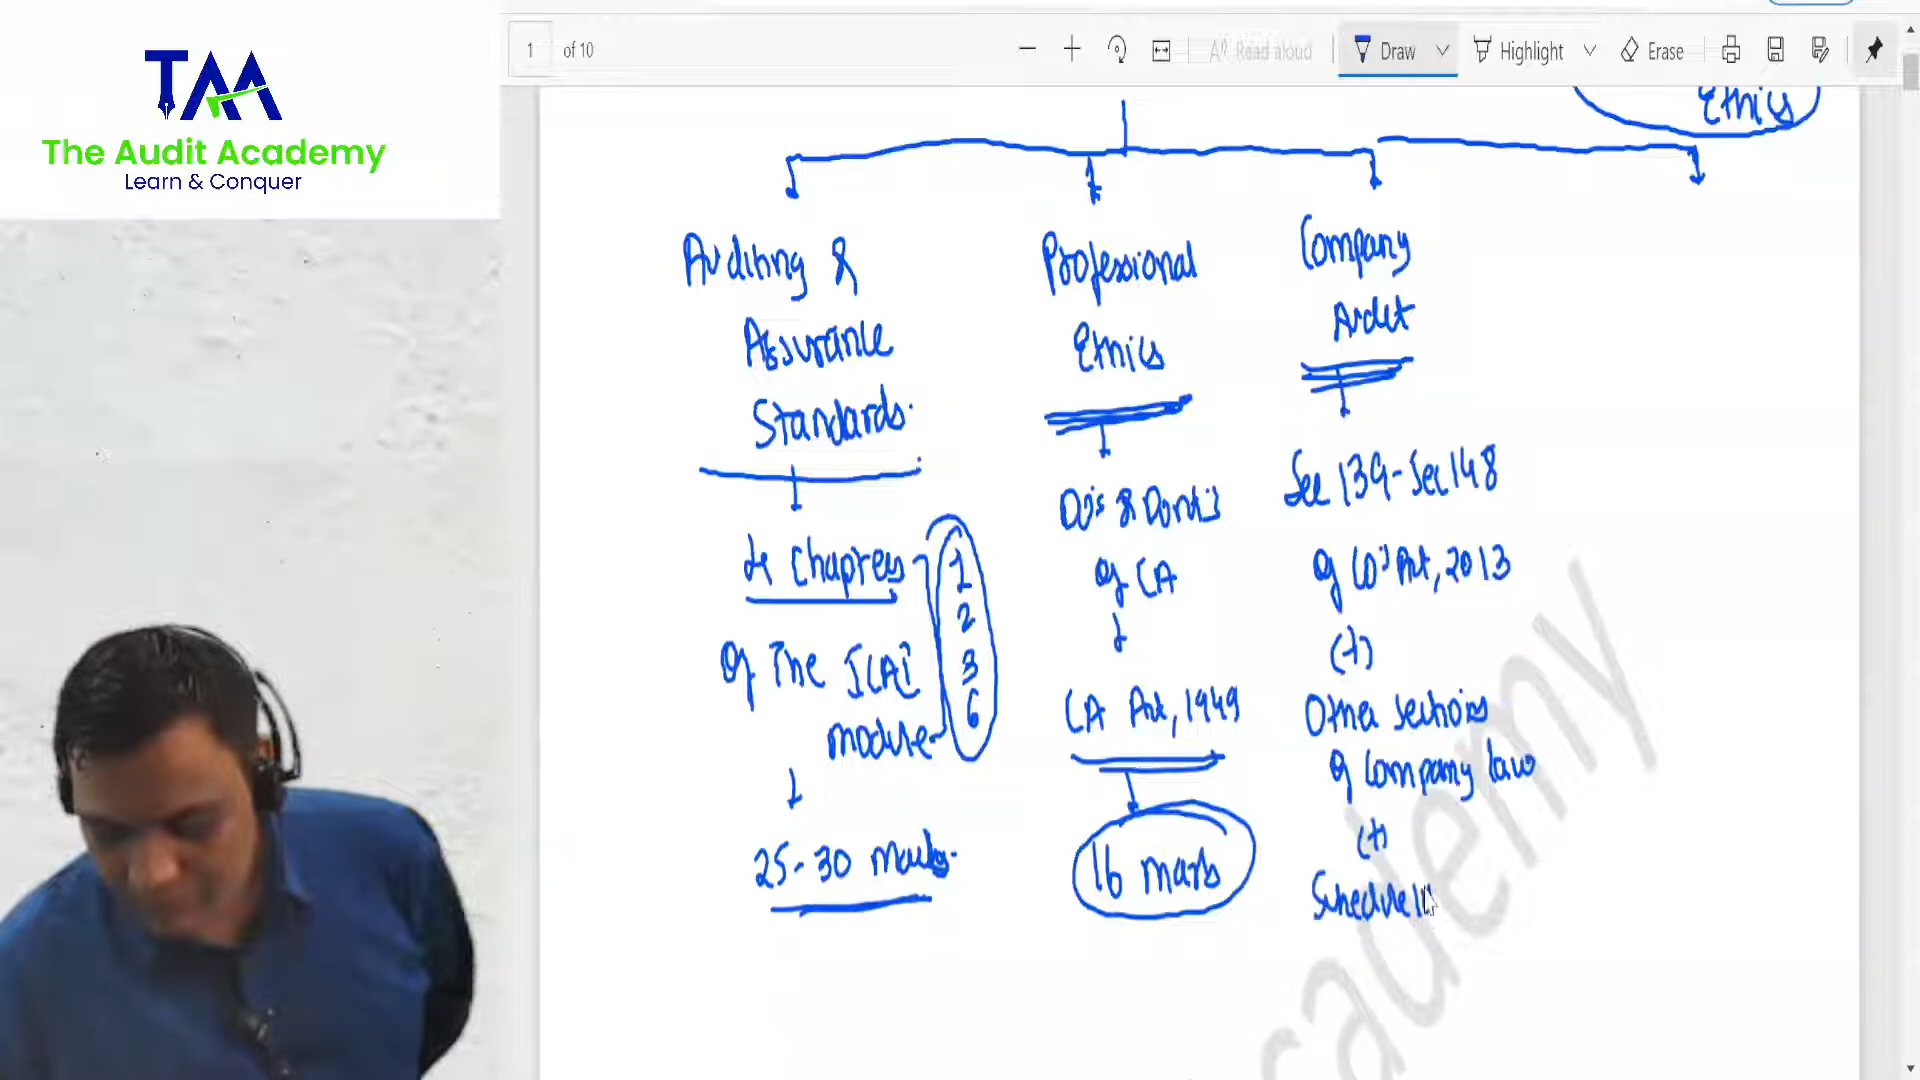 TAA
The Audit Academy
Learn & Conquer
1 of 10
Read aloud
Draw
Highlight
Erase
Ethics
Auditing &
Assurance
Standards.
4 Chapters
Of The ICAI
module
1
2
3
6
25-30 marks.
Professional
Ethics
Do's & Dont's
Of CA
CA Act, 1949
16 marks
Company
Audit
Sec 139-Sec 148
Of Co's Act, 2013
(+)
Other sections
Of Company law
(+)
Schedule II
cademy